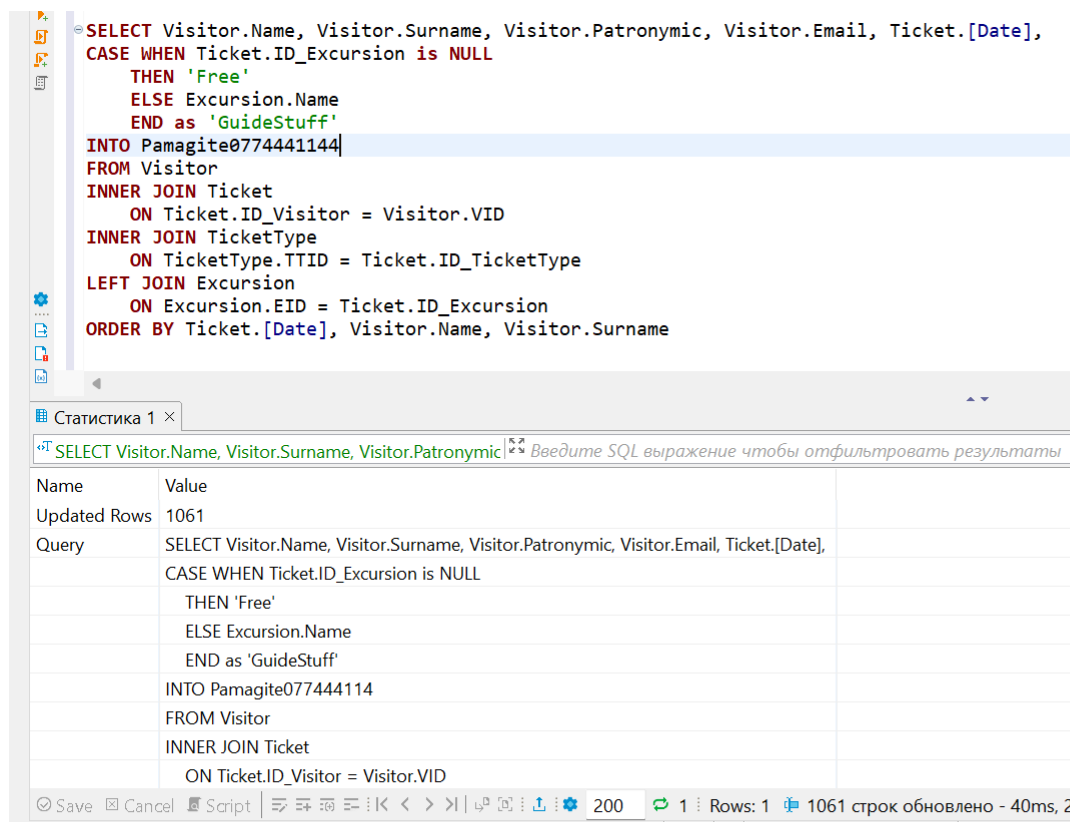 SELECT Visitor.Name, Visitor.Surname, Visitor.Patronymic, Visitor.Email, Ticket.[Date],
CASE WHEN Ticket.ID_Excursion is NULL
THEN 'Free'
ELSE Excursion.Name
END as 'GuideStuff'
INTO Pamagite0774441144
FROM Visitor
INNER JOIN Ticket
ON Ticket.ID_Visitor = Visitor.VID
INNER JOIN TicketType
ON TicketType.TTID = Ticket.ID_TicketType
LEFT JOIN Excursion
ON Excursion.EID = Ticket.ID_Excursion
ORDER BY Ticket.[Date], Visitor.Name, Visitor.Surname
Статистика 1
SELECT Visitor.Name, Visitor.Surname, Visitor.Patronymic Введите SQL выражение чтобы отфильтровать результаты
Name Value
Updated Rows 1061
Query SELECT Visitor.Name, Visitor.Surname, Visitor.Patronymic, Visitor.Email, Ticket.[Date],
CASE WHEN Ticket.ID_Excursion is NULL
THEN 'Free'
ELSE Excursion.Name
END as 'GuideStuff'
INTO Pamagite077444114
FROM Visitor
INNER JOIN Ticket
ON Ticket.ID_Visitor = Visitor.VID
Save Cancel Script 200 1 Rows: 1 1061 строк обновлено - 40ms, 2